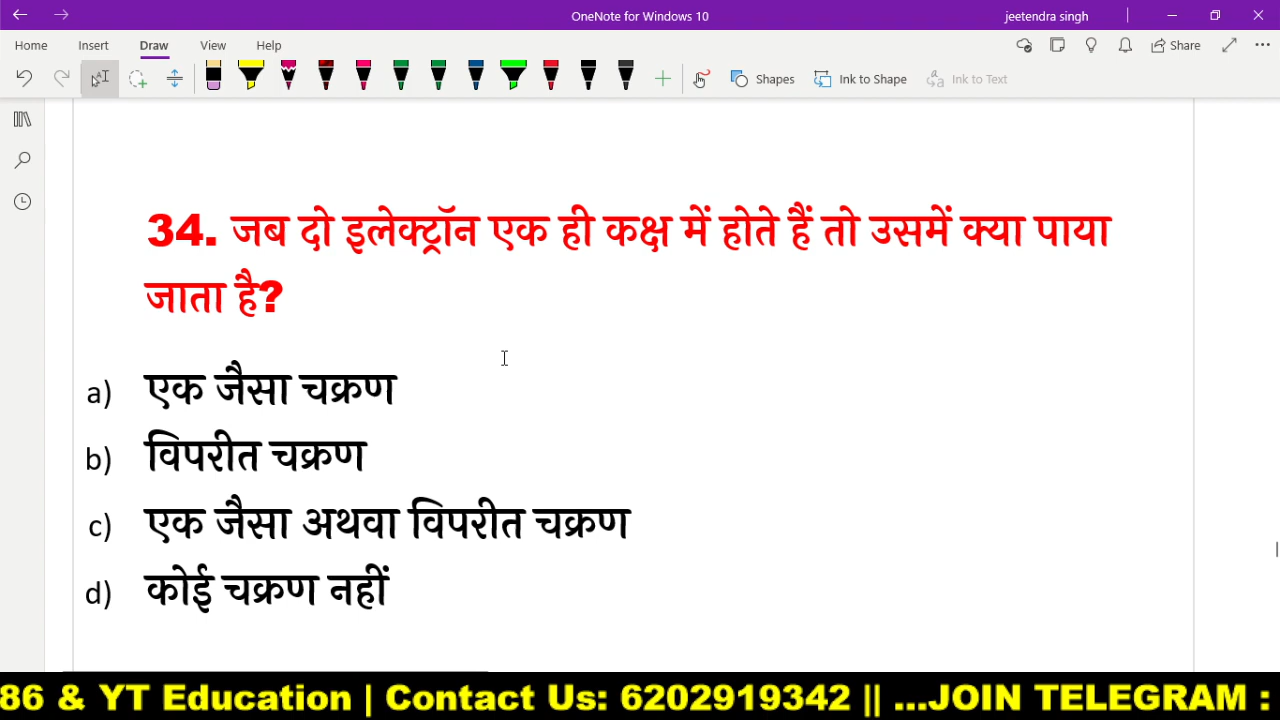 OneNote for Windows 10
jeetendra singh
Home Insert Draw View Help
Share
Shapes
Ink to Shape
Ink to Text
34. जब दो इलेक्ट्रॉन एक ही कक्ष में होते हैं तो उसमें क्या पाया
जाता है?
a) एक जैसा चक्रण
b) विपरीत चक्रण
c) एक जैसा अथवा विपरीत चक्रण
d) कोई चक्रण नहीं
86 & YT Education | Contact Us: 6202919342 || ...JOIN TELEGRAM :